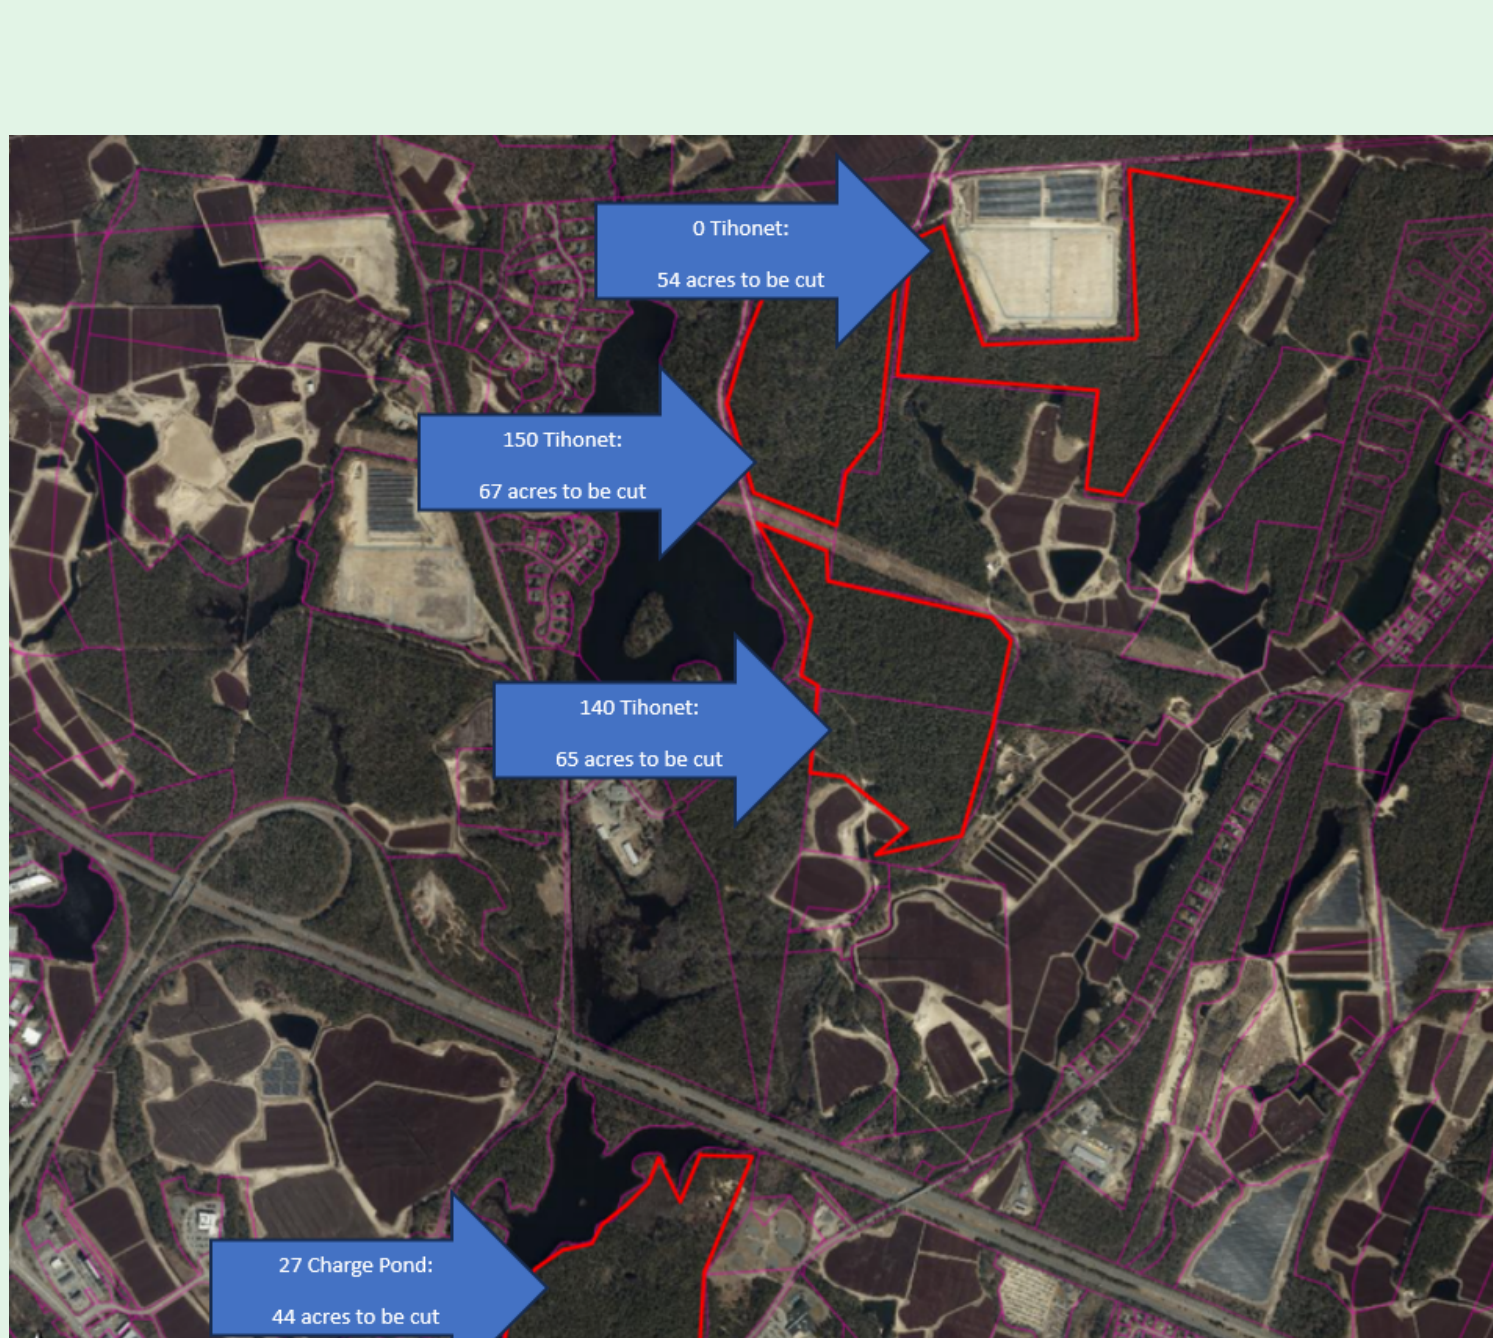 0 Tihonet:
54 acres to be cut
150 Tihonet:
67 acres to be cut
140 Tihonet:
65 acres to be cut
27 Charge Pond:
44 acres to be cut